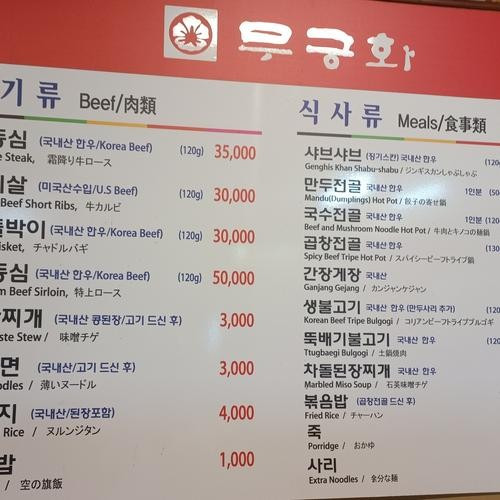 무궁화
기 류 Beef/肉類
등심 (국내산 한우/Korea Beef) (120g) 35,000
Steak, 霜降り牛ロース
(미국산수입/U.S Beef) (120g) 30,000
Beef Short Ribs, 牛カルビ
박이 (국내산 한우/Korea Beef) (120g) 30,000
isket, チャドルバギ
등심 (국내산 한우/Korea Beef) (120g) 50,000
m Beef Sirloin, 特上ロース
찌개 (국내산 콩된장/고기 드신 후) 3,000
ste Stew / 味噌チゲ
면 (국내산/고기 드신 후) 3,000
odles / 薄いヌードル
지 (국내산/된장포함) 4,000
Rice / ヌルンジタン
밥 1,000
/ 空の旗飯
식 사 류 Meals/食事類
샤브샤브 (징기스칸) 국내산 한우 (120
Genghis Khan Shabu-shabu / ジンギスカンしゃぶしゃぶ
만두전골 국내산 한우 1인분 (50
Mandu(Dumplings) Hot Pot / 餃子の寄せ鍋
국수전골 국내산 한우 1인분 (120
Beef and Mushroom Noodle Hot Pot / 牛肉とキノコの麺鍋
곱창전골 국내산 한우 (130
Spicy Beef Tripe Hot Pot / スパイシービーフトライプ鍋
간장게장 국내산
Ganjang Gejang / カンジャンケジャン
생불고기 국내산 한우 (만두사리 추가) (120
Korean Beef Tripe Bulgogi / コリアンビーフトライプブルゴギ
뚝배기불고기 국내산 한우 (120
Ttugbaegi Bulgogi / 土鍋焼肉
차돌된장찌개 국내산 한우
Marbled Miso Soup / 石英味噌チゲ
볶음밥 (곱창전골 드신 후)
Fried Rice / チャーハン
죽
Porridge / おかゆ
사리
Extra Noodles / 余分な麺